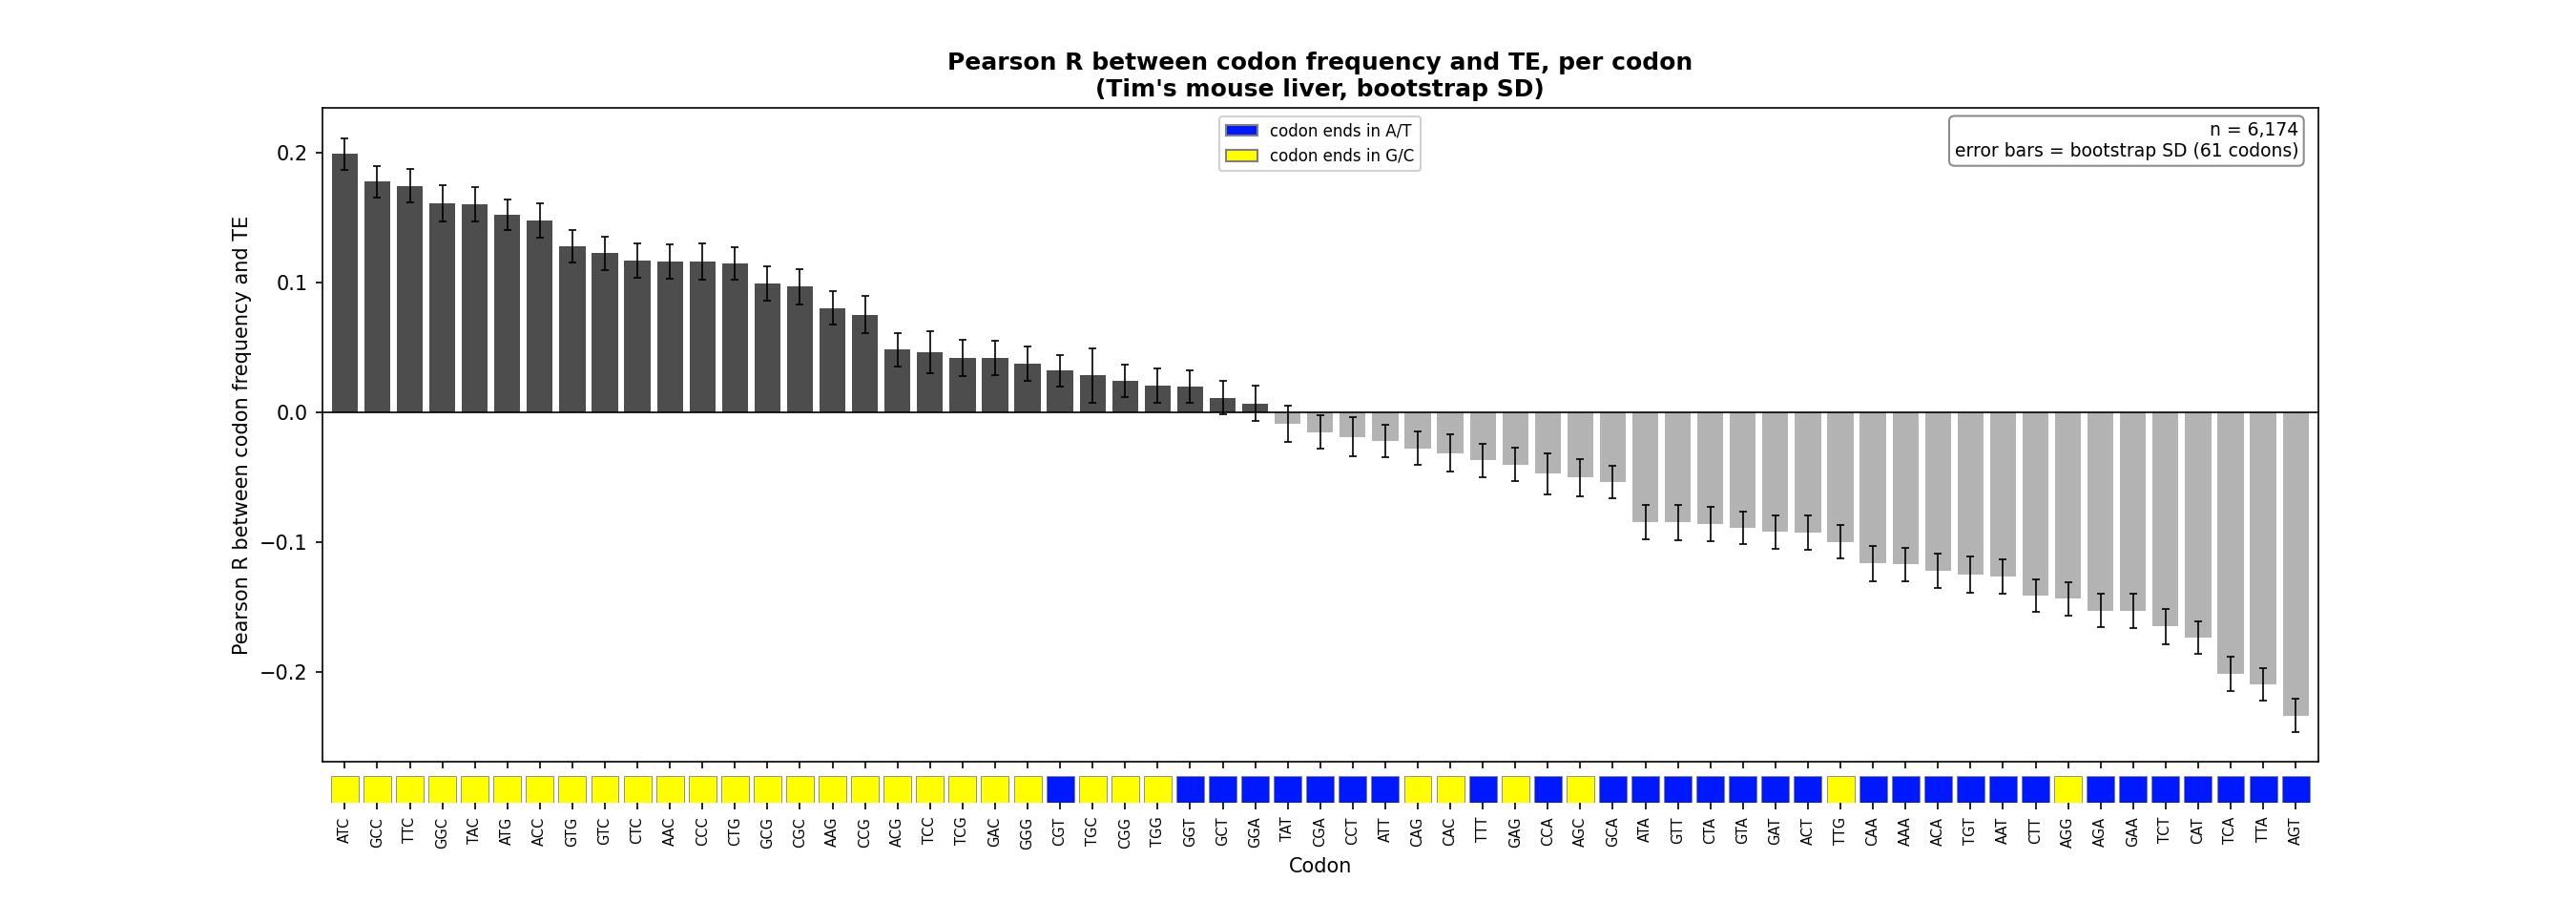 Pearson R between codon frequency and TE, per codon
(Tim's mouse liver, bootstrap SD)
codon ends in A/T
codon ends in G/C
n = 6,174
error bars = bootstrap SD (61 codons)
Pearson R between codon frequency and TE
0.2
0.1
0.0
−0.1
−0.2
ATC GCC TTC GGC TAC ATG ACC GTG GTC CTC AAC CCC CTG GCG CGC AAG CCG ACG TCC TCG GAC GGG CGT TGC CGG TGG GGT GCT GGA TAT CGA CCT ATT CAG CAC TTT GAG CCA AGC GCA ATA GTT CTA GTA GAT ACT TTG CAA AAA ACA TGT AAT CTT AGG AGA GAA TCT CAT TCA TTA AGT
Codon